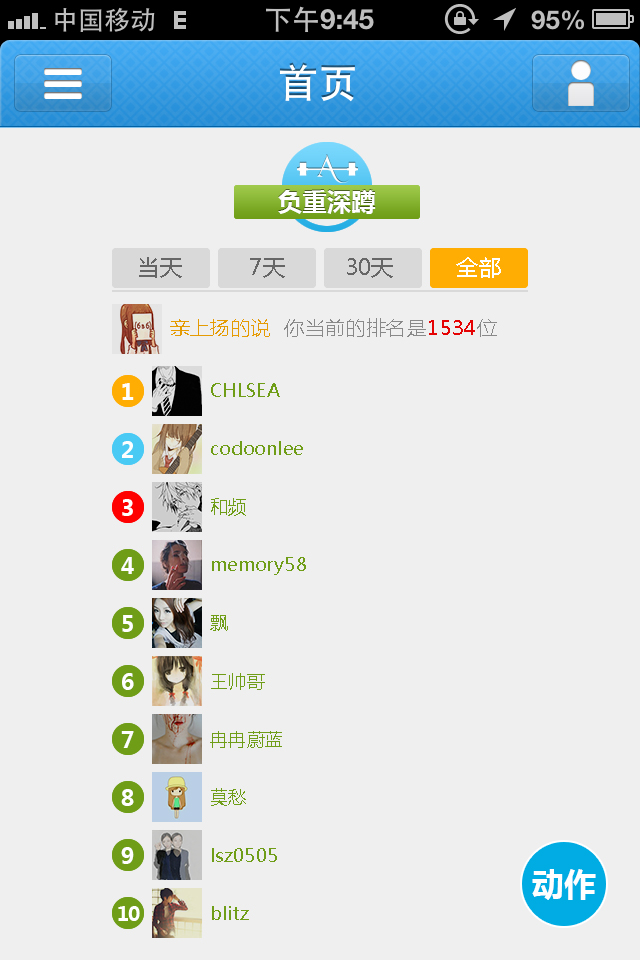 中国移动 E 下午9:45 95%
首页
A
负重深蹲
当天 7天 30天 全部
亲上扬的说 你当前的排名是1534位
1 CHLSEA
2 codoonlee
3 和频
4 memory58
5 飘
6 王帅哥
7 冉冉蔚蓝
8 莫愁
9 lsz0505
10 blitz
动作